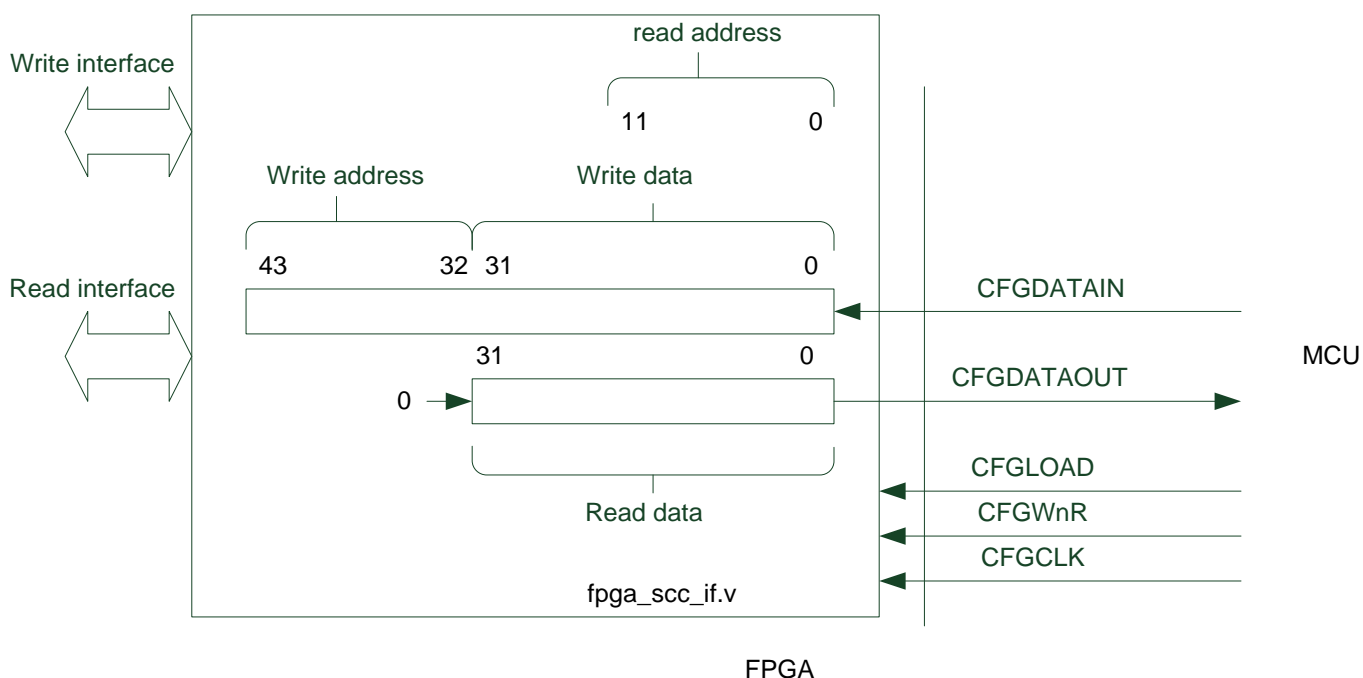 read address
Write interface
11 0
Write address Write data
43 32 31 0
Read interface
CFGDATAIN
31 0
MCU
CFGDATAOUT
0
CFGLOAD
Read data
CFGWnR
CFGCLK
fpga_scc_if.v
FPGA